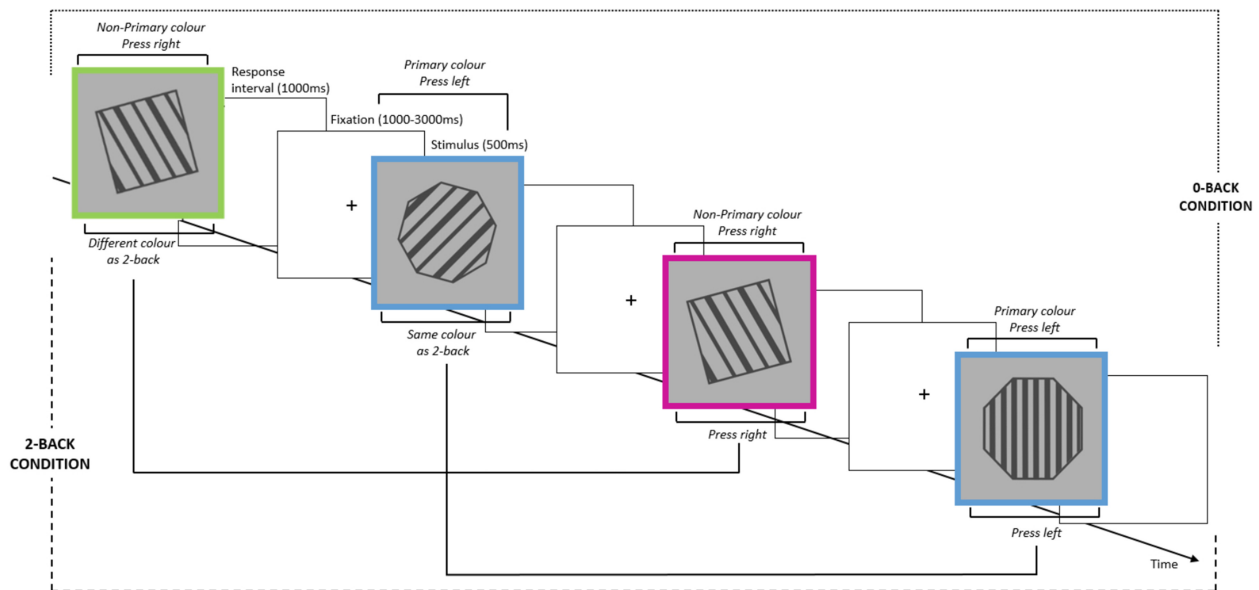 Non-Primary colour
Press right
Response
interval (1000ms)
Primary colour
Press left
Fixation (1000-3000ms)
Stimulus (500ms)
+
0-BACK
CONDITION
Non-Primary colour
Press right
Different colour
as 2-back
+
Same colour
as 2-back
Primary colour
Press left
+
2-BACK
CONDITION
Press right
Press left
Time